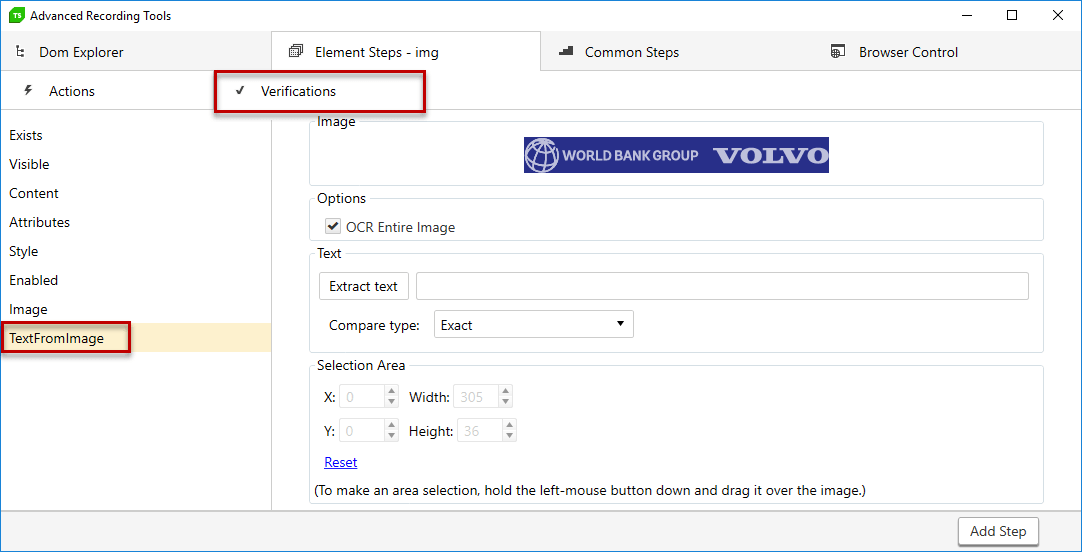 TS Advanced Recording Tools
Dom Explorer Element Steps - img Common Steps Browser Control
Actions Verifications
Exists
Visible
Content
Attributes
Style
Enabled
Image
TextFromImage
Image
WORLD BANK GROUP VOLVO
Options
OCR Entire Image
Text
Extract text
Compare type: Exact
Selection Area
X: 0 Width: 305
Y: 0 Height: 36
Reset
(To make an area selection, hold the left-mouse button down and drag it over the image.)
Add Step